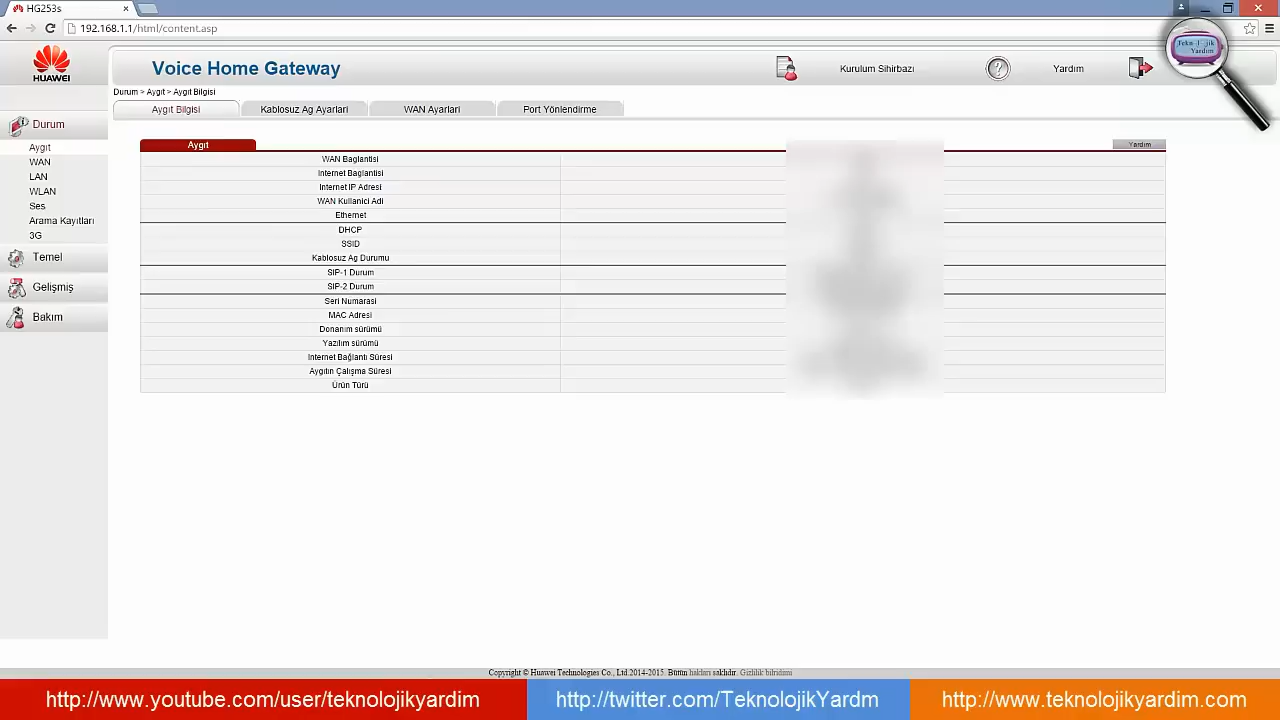 HG253s
192.168.1.1/html/content.asp
HUAWEI
Voice Home Gateway
Kurulum Sihirbazı
?
Yardım
Teknolojik
Yardım
Durum > Aygıt > Aygıt Bilgisi
Aygıt Bilgisi
Kablosuz Ag Ayarlari
WAN Ayarlari
Port Yönlendirme
Durum
Aygıt
WAN
LAN
WLAN
Ses
Arama Kayıtları
3G
Temel
Gelişmiş
Bakım
Aygıt
Yardım
WAN Baglantisi
Internet Baglantisi
Internet IP Adresi
WAN Kullanici Adi
Ethernet
DHCP
SSID
Kablosuz Ag Durumu
SIP-1 Durum
SIP-2 Durum
Seri Numarasi
MAC Adresi
Donanım sürümü
Yazılım sürümü
Internet Bağlantı Süresi
Aygıtın Çalışma Süresi
Ürün Türü
Copyright © Huawei Technologies Co., Ltd.2014-2015. Bütün hakları saklıdır. Gizlilik bilridimi
http://www.youtube.com/user/teknolojikyardim
http://twitter.com/TeknolojikYardm
http://www.teknolojikyardim.com